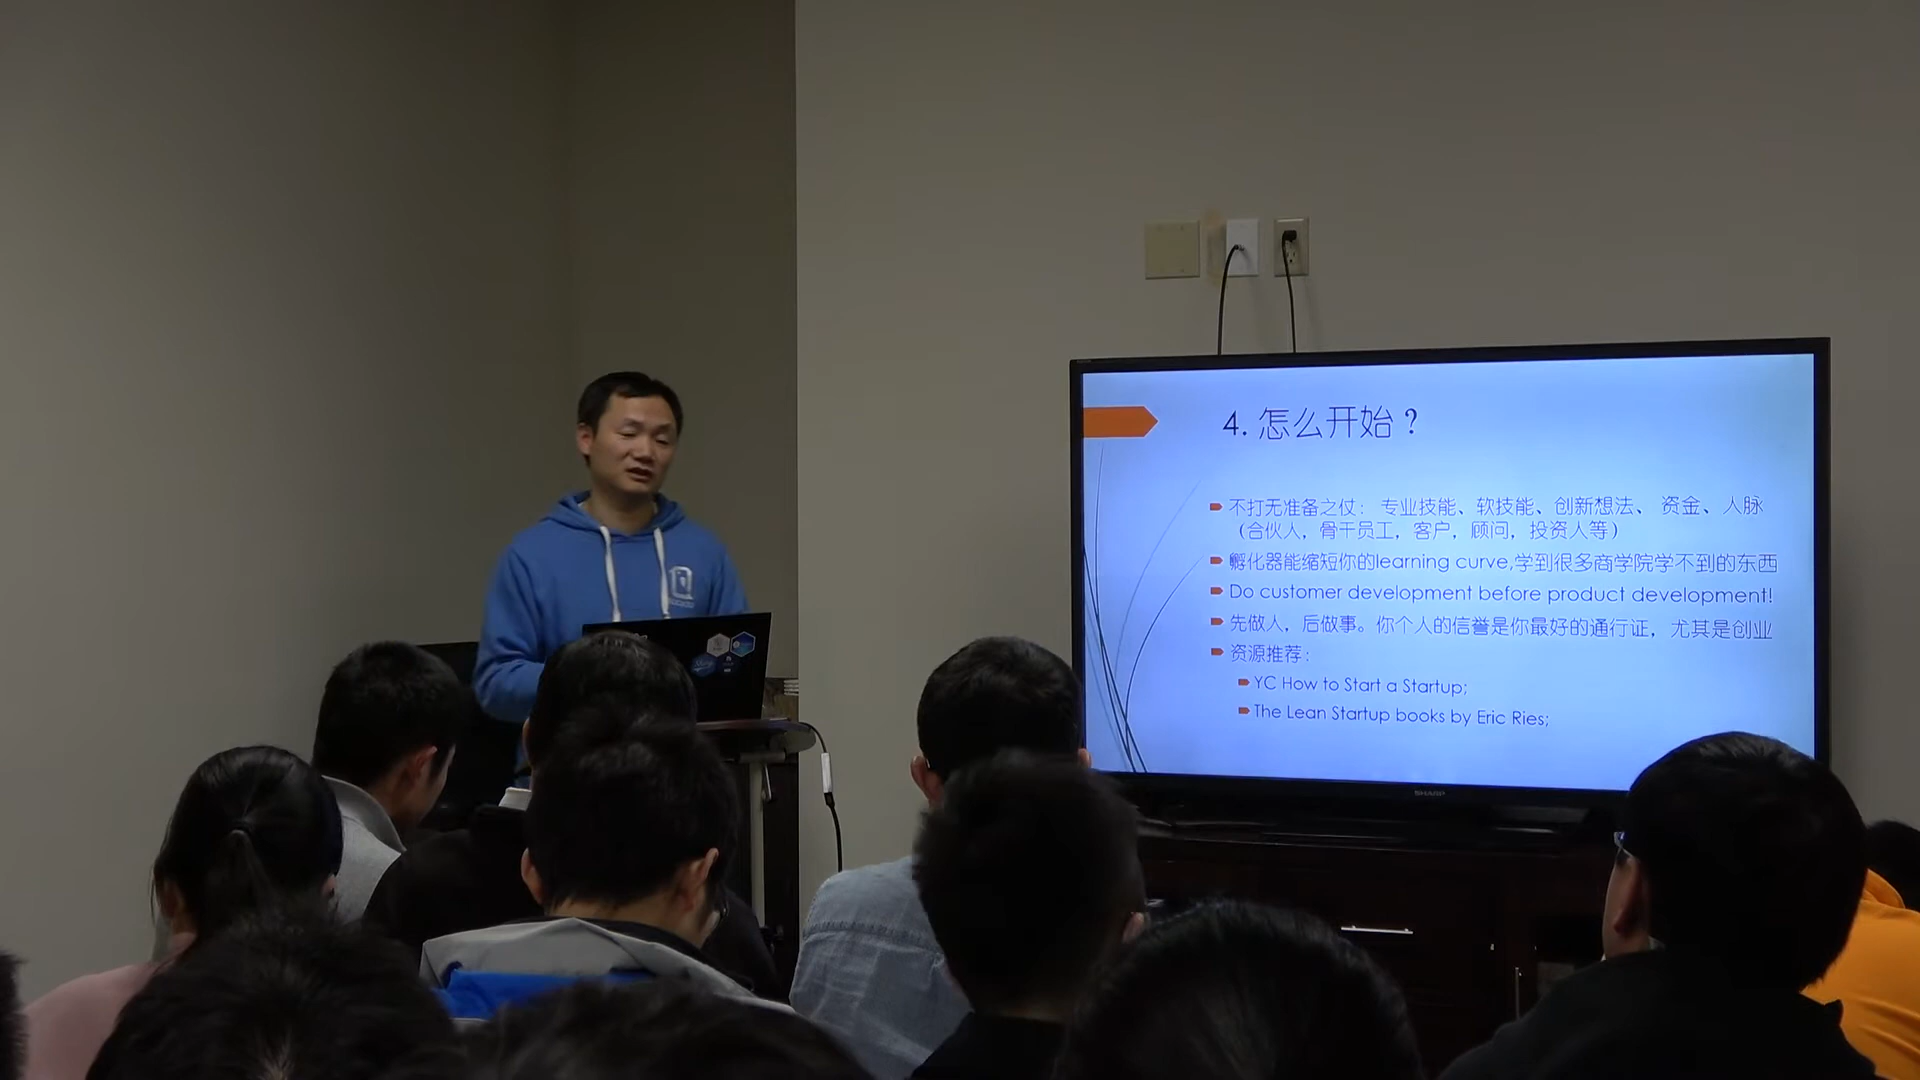 4. 怎么开始？
不打无准备之仗： 专业技能、软技能、创新想法、 资金、人脉
（合伙人，骨干员工，客户，顾问，投资人等）
孵化器能缩短你的learning curve,学到很多商学院学不到的东西
Do customer development before product development!
先做人，后做事。你个人的信誉是你最好的通行证，尤其是创业
资源推荐：
YC How to Start a Startup;
The Lean Startup books by Eric Ries;
SHARP